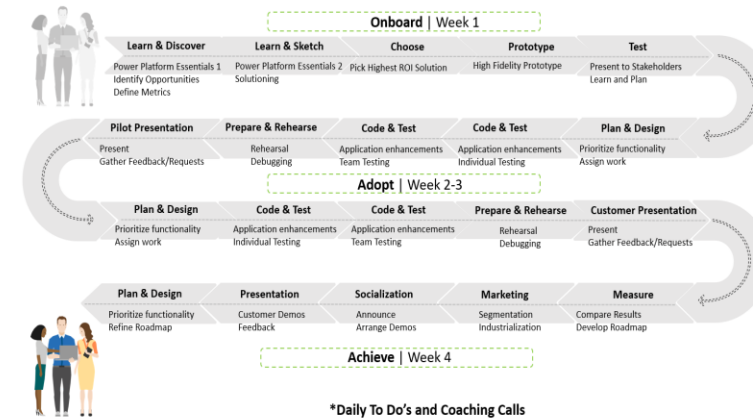 Onboard | Week 1
Learn & Discover
Power Platform Essentials 1
Identify Opportunities
Define Metrics
Learn & Sketch
Power Platform Essentials 2
Solutioning
Choose
Pick Highest ROI Solution
Prototype
High Fidelity Prototype
Test
Present to Stakeholders
Learn and Plan
Pilot Presentation
Present
Gather Feedback/Requests
Prepare & Rehearse
Rehearsal
Debugging
Code & Test
Application enhancements
Team Testing
Code & Test
Application enhancements
Individual Testing
Plan & Design
Prioritize functionality
Assign work
Adopt | Week 2-3
Plan & Design
Prioritize functionality
Assign work
Code & Test
Application enhancements
Individual Testing
Code & Test
Application enhancements
Team Testing
Prepare & Rehearse
Rehearsal
Debugging
Customer Presentation
Present
Gather Feedback/Requests
Plan & Design
Prioritize functionality
Refine Roadmap
Presentation
Customer Demos
Feedback
Socialization
Announce
Arrange Demos
Marketing
Segmentation
Industrialization
Measure
Compare Results
Develop Roadmap
Achieve | Week 4
*Daily To Do's and Coaching Calls